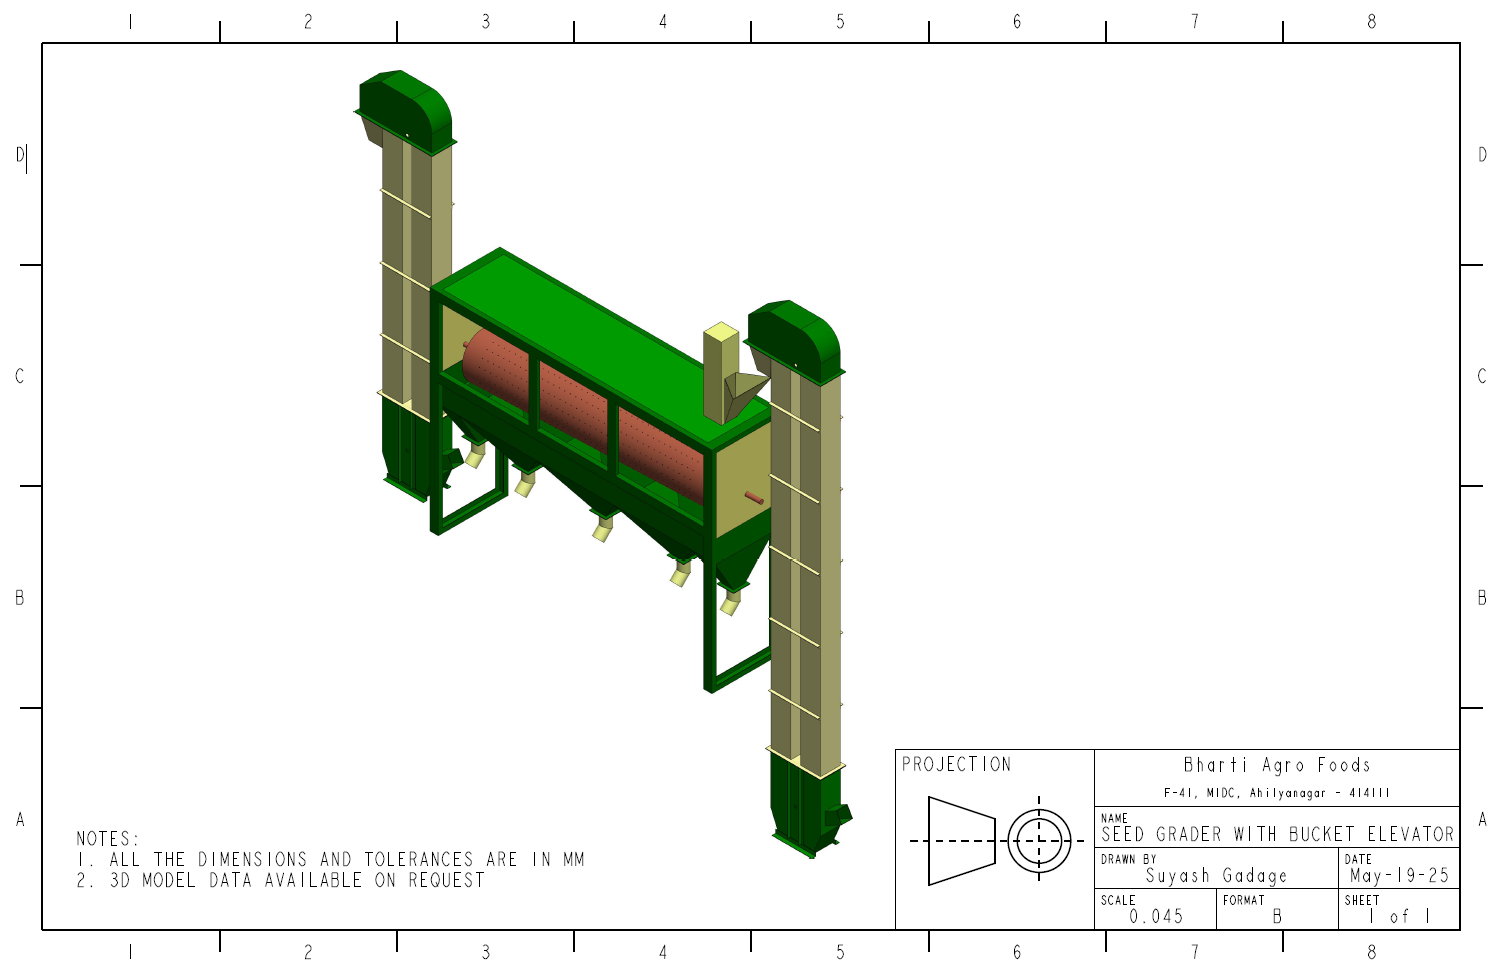 1 2 3 4 5 6 7 8
D D
C C
B B
A A
PROJECTION
Bharti Agro Foods
F-41, MIDC, Ahilyanagar - 414111
NAME
SEED GRADER WITH BUCKET ELEVATOR
DRAWN BY
Suyash Gadage
DATE
May-19-25
SCALE
0.045
FORMAT
B
SHEET
1 of 1
NOTES:
1. ALL THE DIMENSIONS AND TOLERANCES ARE IN MM
2. 3D MODEL DATA AVAILABLE ON REQUEST
1 2 3 4 5 6 7 8